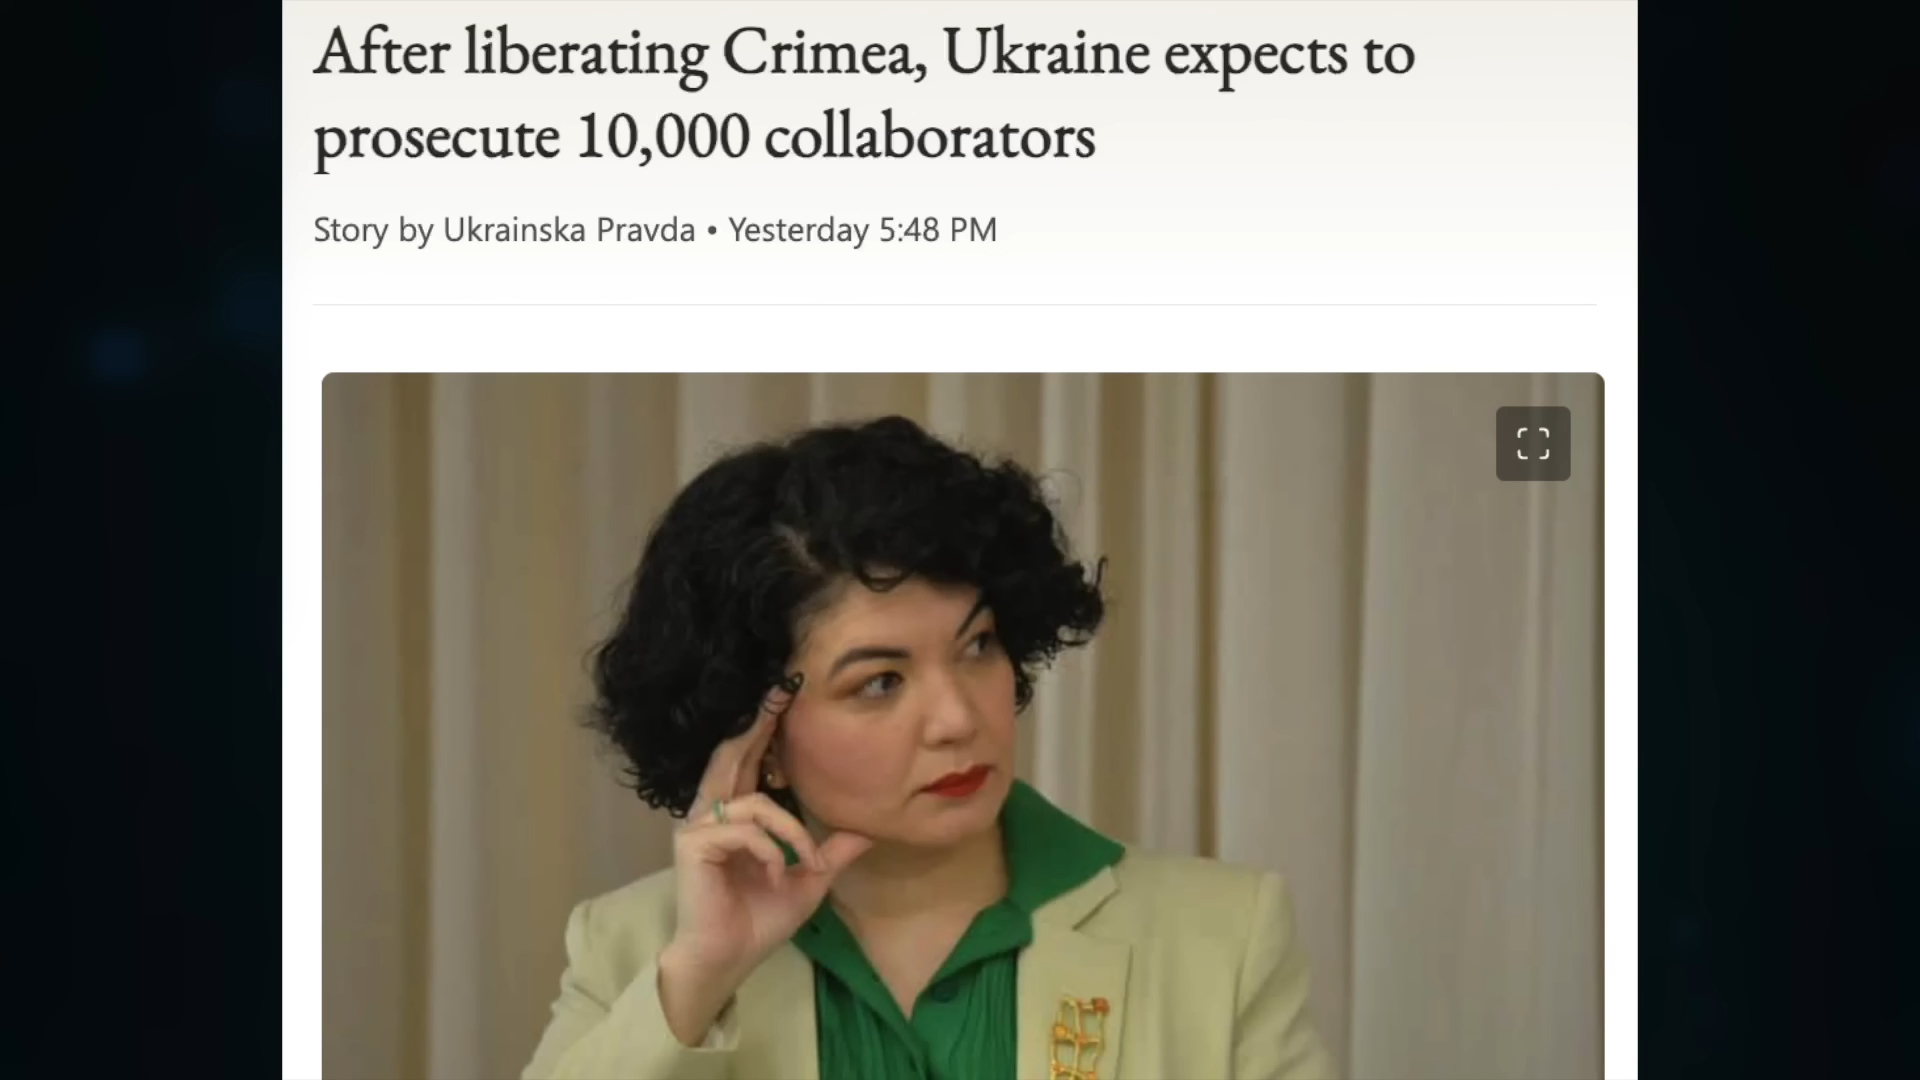 After liberating Crimea, Ukraine expects to
prosecute 10,000 collaborators
Story by Ukrainska Pravda • Yesterday 5:48 PM